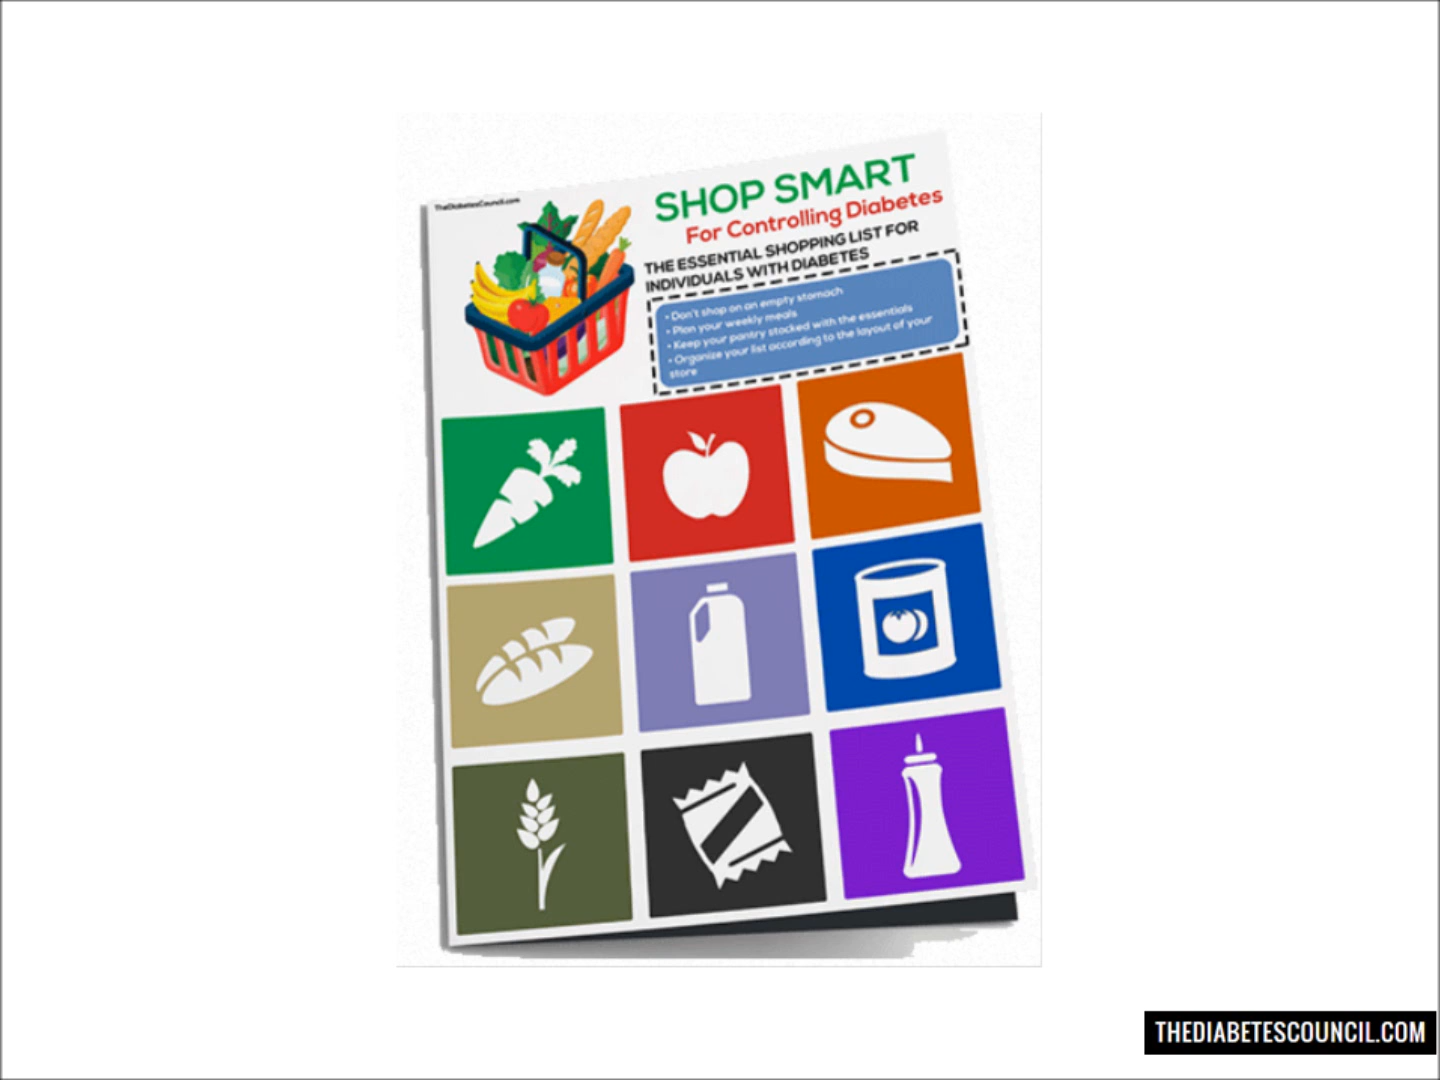 TheDiabetesCouncil.com
SHOP SMART
For Controlling Diabetes
THE ESSENTIAL SHOPPING LIST FOR
INDIVIDUALS WITH DIABETES
• Don't shop on an empty stomach
• Plan your weekly meals
• Keep your pantry stocked with the essentials
• Organize your list according to the layout of your
store
THEDIABETESCOUNCIL.COM